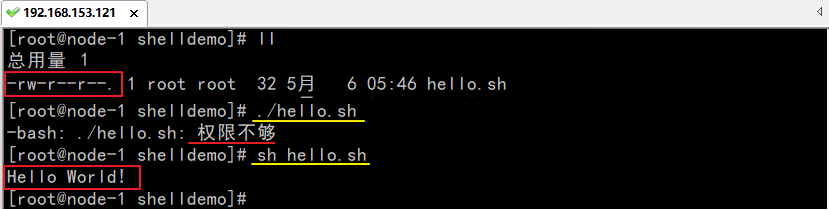 192.168.153.121 ×
[root@node-1 shelldemo]# ll
总用量 1
-rw-r--r--. 1 root root 32 5月 6 05:46 hello.sh
[root@node-1 shelldemo]# ./hello.sh
-bash: ./hello.sh: 权限不够
[root@node-1 shelldemo]# sh hello.sh
Hello World!
[root@node-1 shelldemo]#